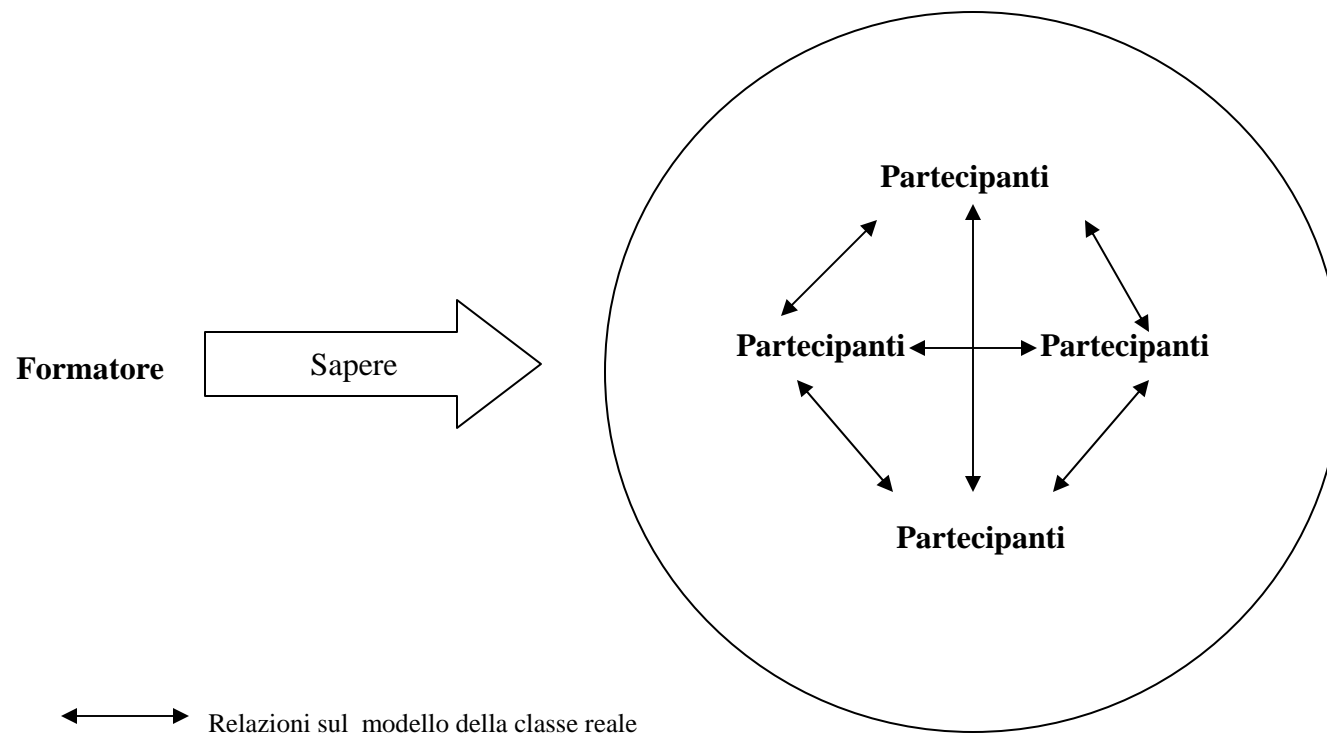 Partecipanti
Partecipanti
Partecipanti
Formatore
Sapere
Partecipanti
Relazioni sul modello della classe reale